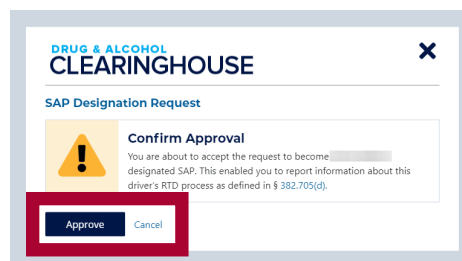 DRUG & ALCOHOL
CLEARINGHOUSE
SAP Designation Request
Confirm Approval
You are about to accept the request to become
designated SAP. This enabled you to report information about this
driver's RTD process as defined in § 382.705(d).
Approve Cancel